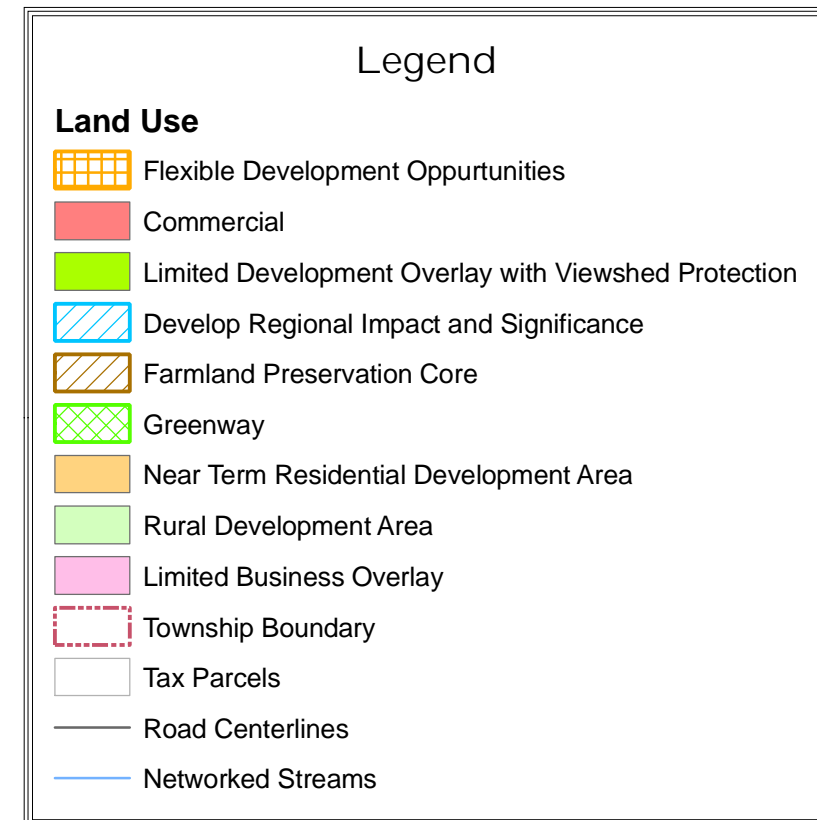 Legend
Land Use
Flexible Development Oppurtunities
Commercial
Limited Development Overlay with Viewshed Protection
Develop Regional Impact and Significance
Farmland Preservation Core
Greenway
Near Term Residential Development Area
Rural Development Area
Limited Business Overlay
Township Boundary
Tax Parcels
Road Centerlines
Networked Streams